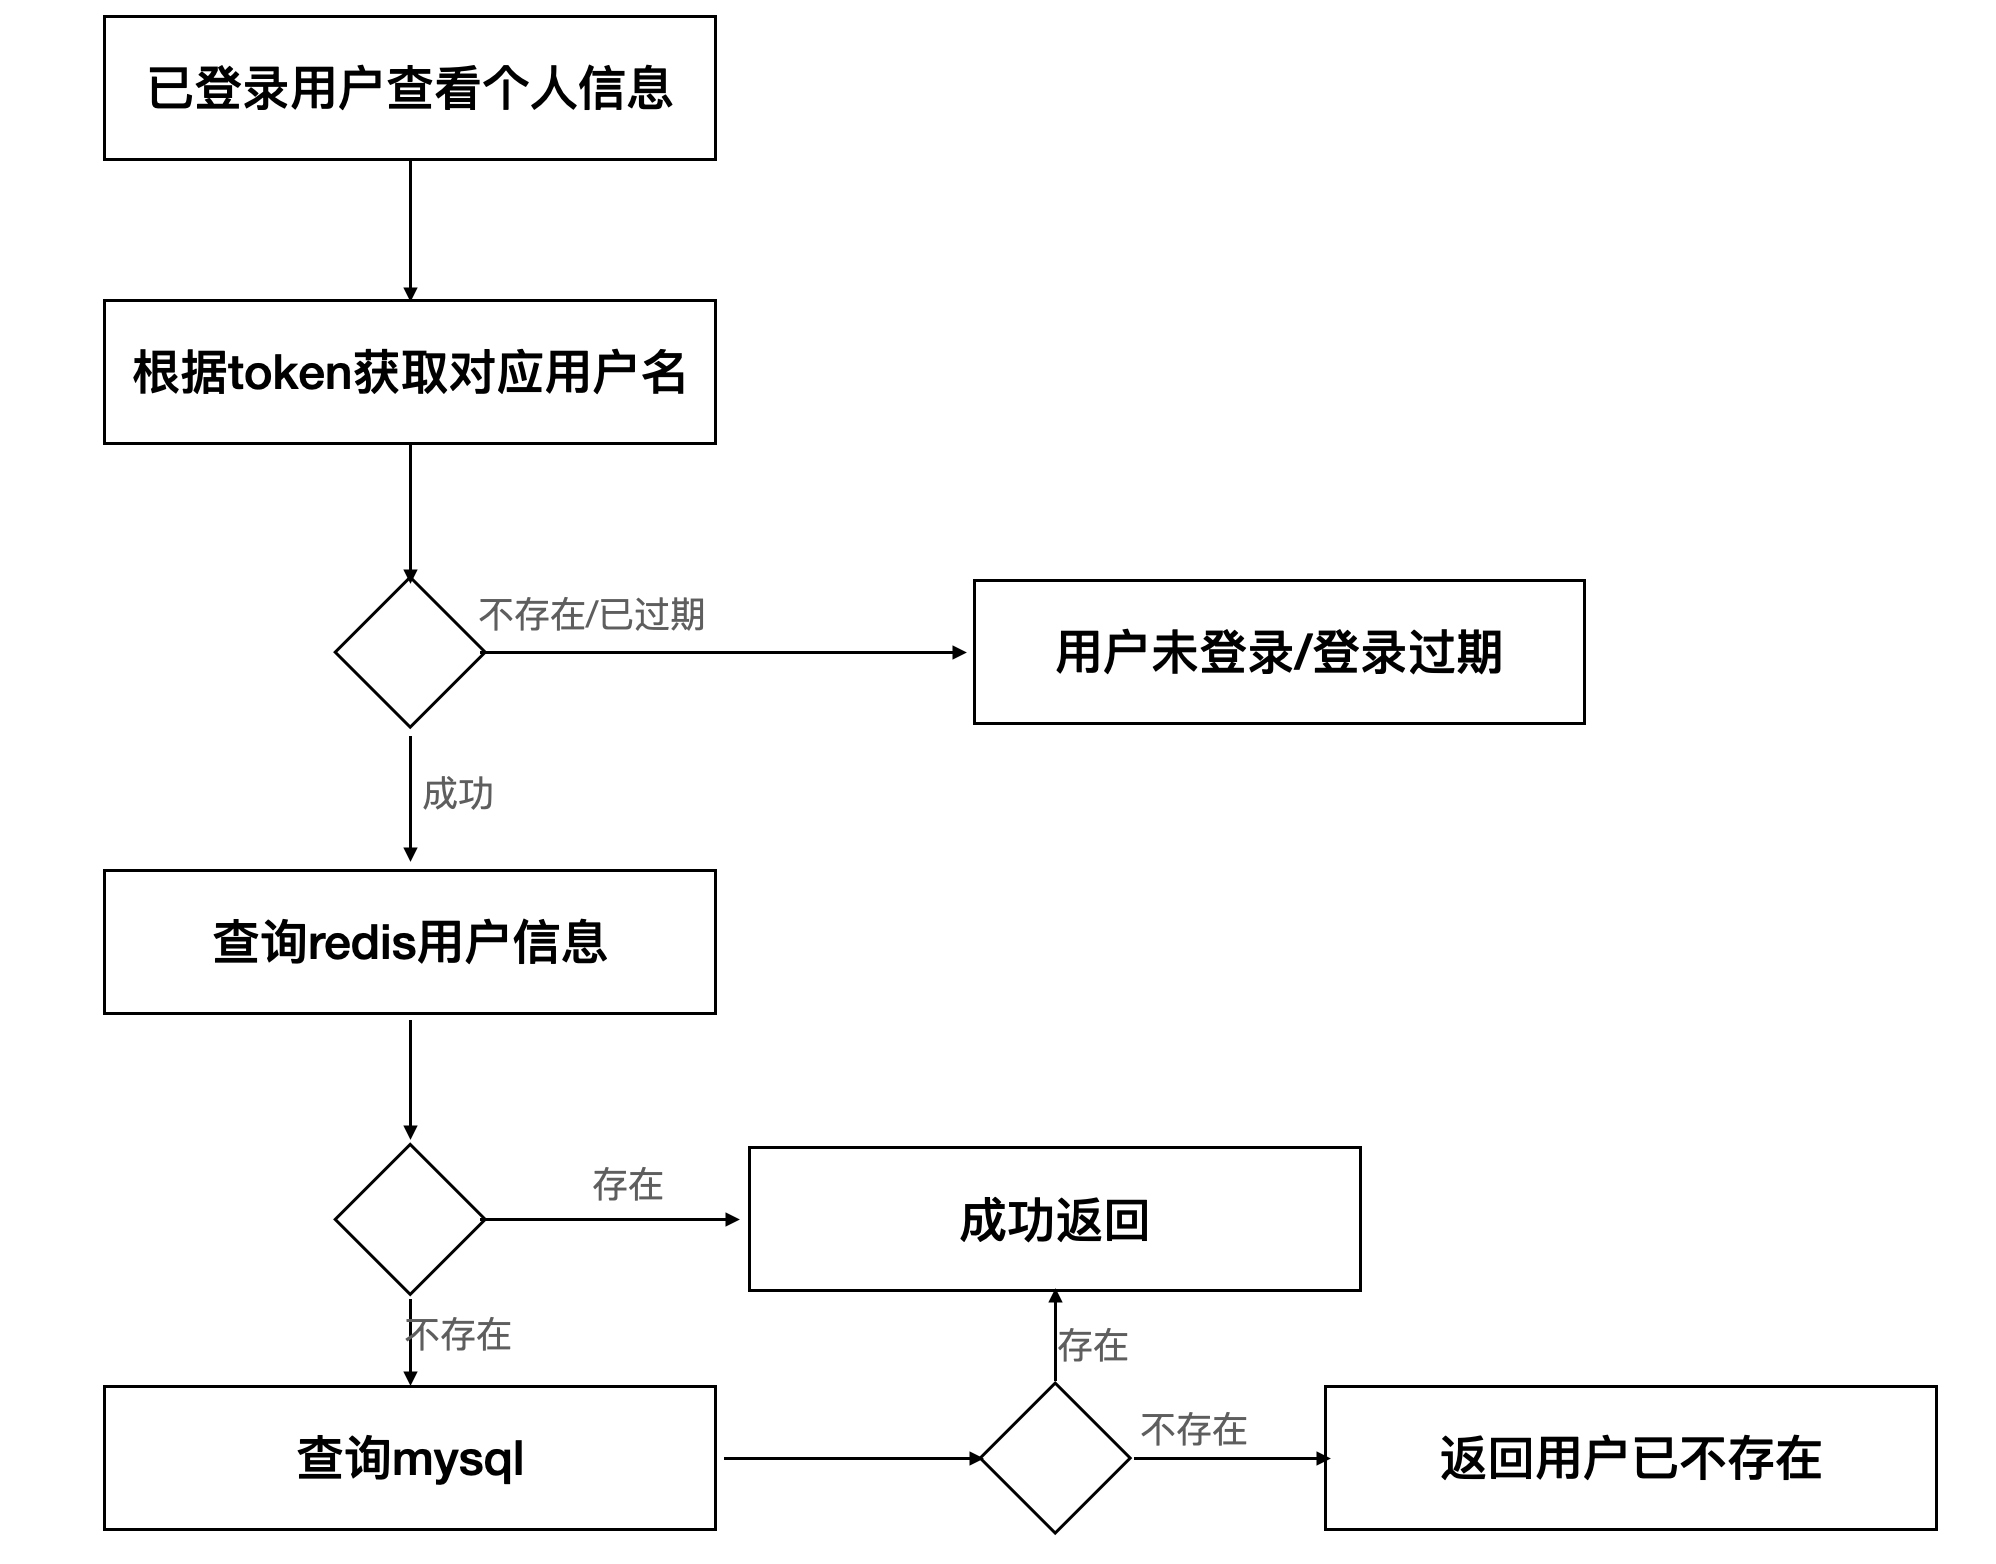 已登录用户查看个人信息
根据token获取对应用户名
不存在/已过期
用户未登录/登录过期
成功
查询redis用户信息
存在
成功返回
不存在
存在
查询mysql
不存在
返回用户已不存在